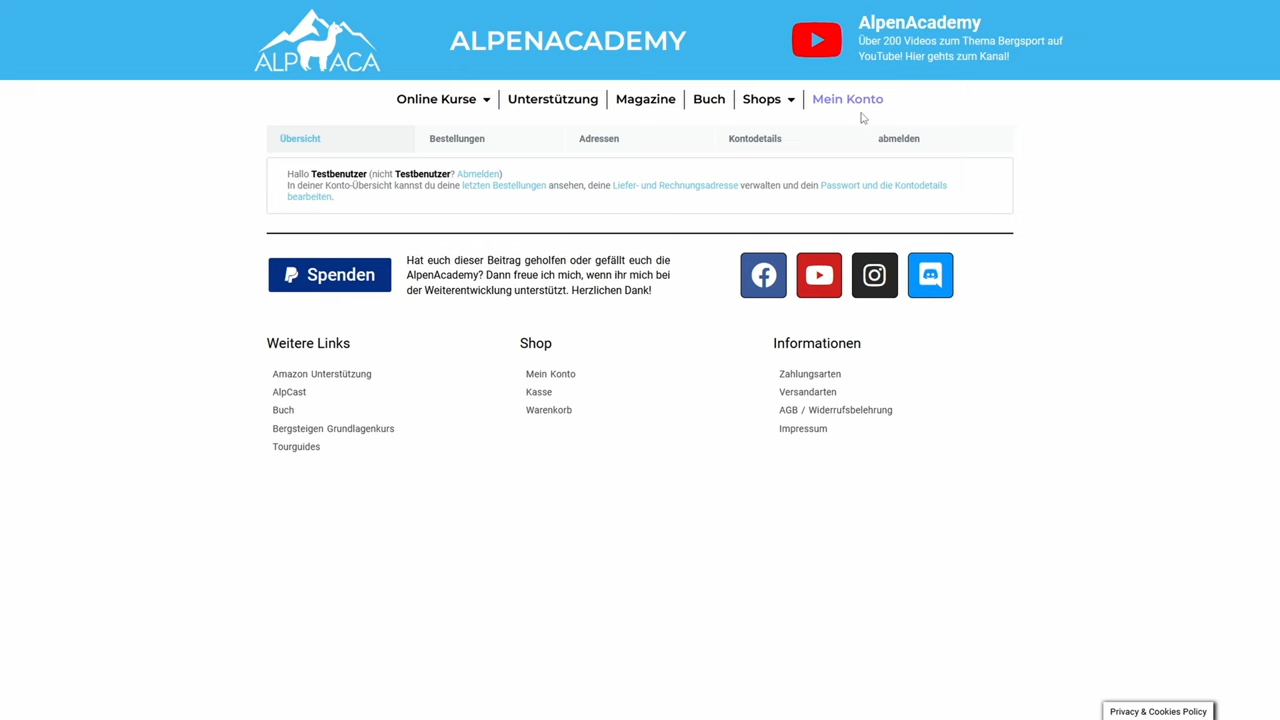 ALPACA
ALPENACADEMY
AlpenAcademy
Über 200 Videos zum Thema Bergsport auf
YouTube! Hier gehts zum Kanal!
Online Kurse
Unterstützung
Magazine
Buch
Shops
Mein Konto
Übersicht
Bestellungen
Adressen
Kontodetails
abmelden
Hallo Testbenutzer (nicht Testbenutzer? Abmelden)
In deiner Konto-Übersicht kannst du deine letzten Bestellungen ansehen, deine Liefer- und Rechnungsadresse verwalten und dein Passwort und die Kontodetails
bearbeiten.
Spenden
Hat euch dieser Beitrag geholfen oder gefällt euch die
AlpenAcademy? Dann freue ich mich, wenn ihr mich bei
der Weiterentwicklung unterstützt. Herzlichen Dank!
Weitere Links
Amazon Unterstützung
AlpCast
Buch
Bergsteigen Grundlagenkurs
Tourguides
Shop
Mein Konto
Kasse
Warenkorb
Informationen
Zahlungsarten
Versandarten
AGB / Widerrufsbelehrung
Impressum
Privacy & Cookies Policy